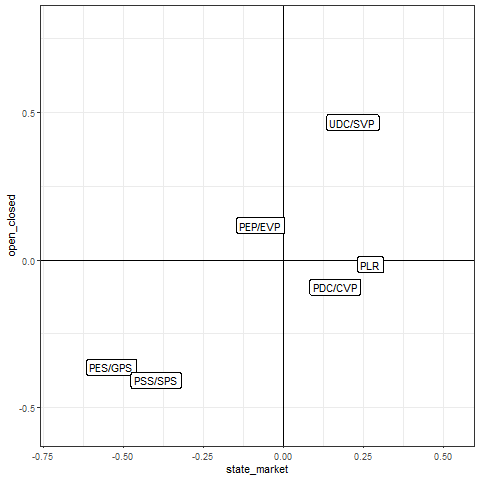 0.5
UDC/SVP
PEP/EVP
open_closed
0.0
PLR
PDC/CVP
PES/GPS
PSS/SPS
-0.5
-0.75 -0.50 -0.25 0.00 0.25 0.50
state_market